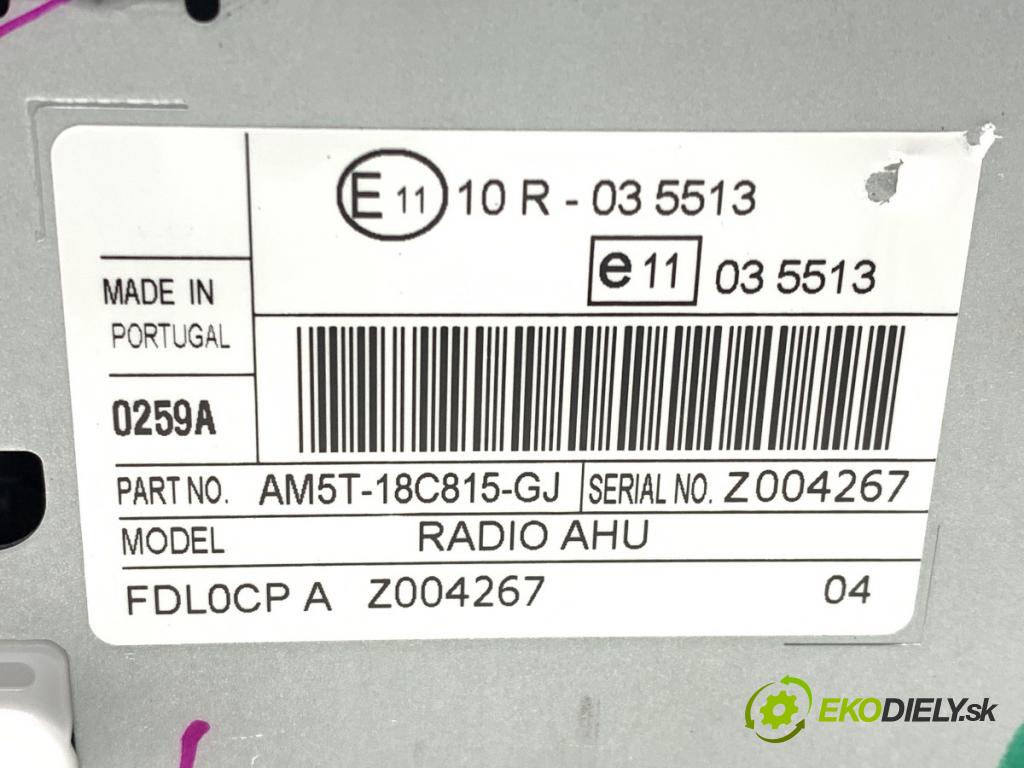 E 11 10 R - 03 5513
e 11 03 5513
MADE IN
PORTUGAL
0259A
PART NO. AM5T-18C815-GJ SERIAL NO. Z004267
MODEL RADIO AHU
FDL0CP A Z004267 04
EKODIELY.sk